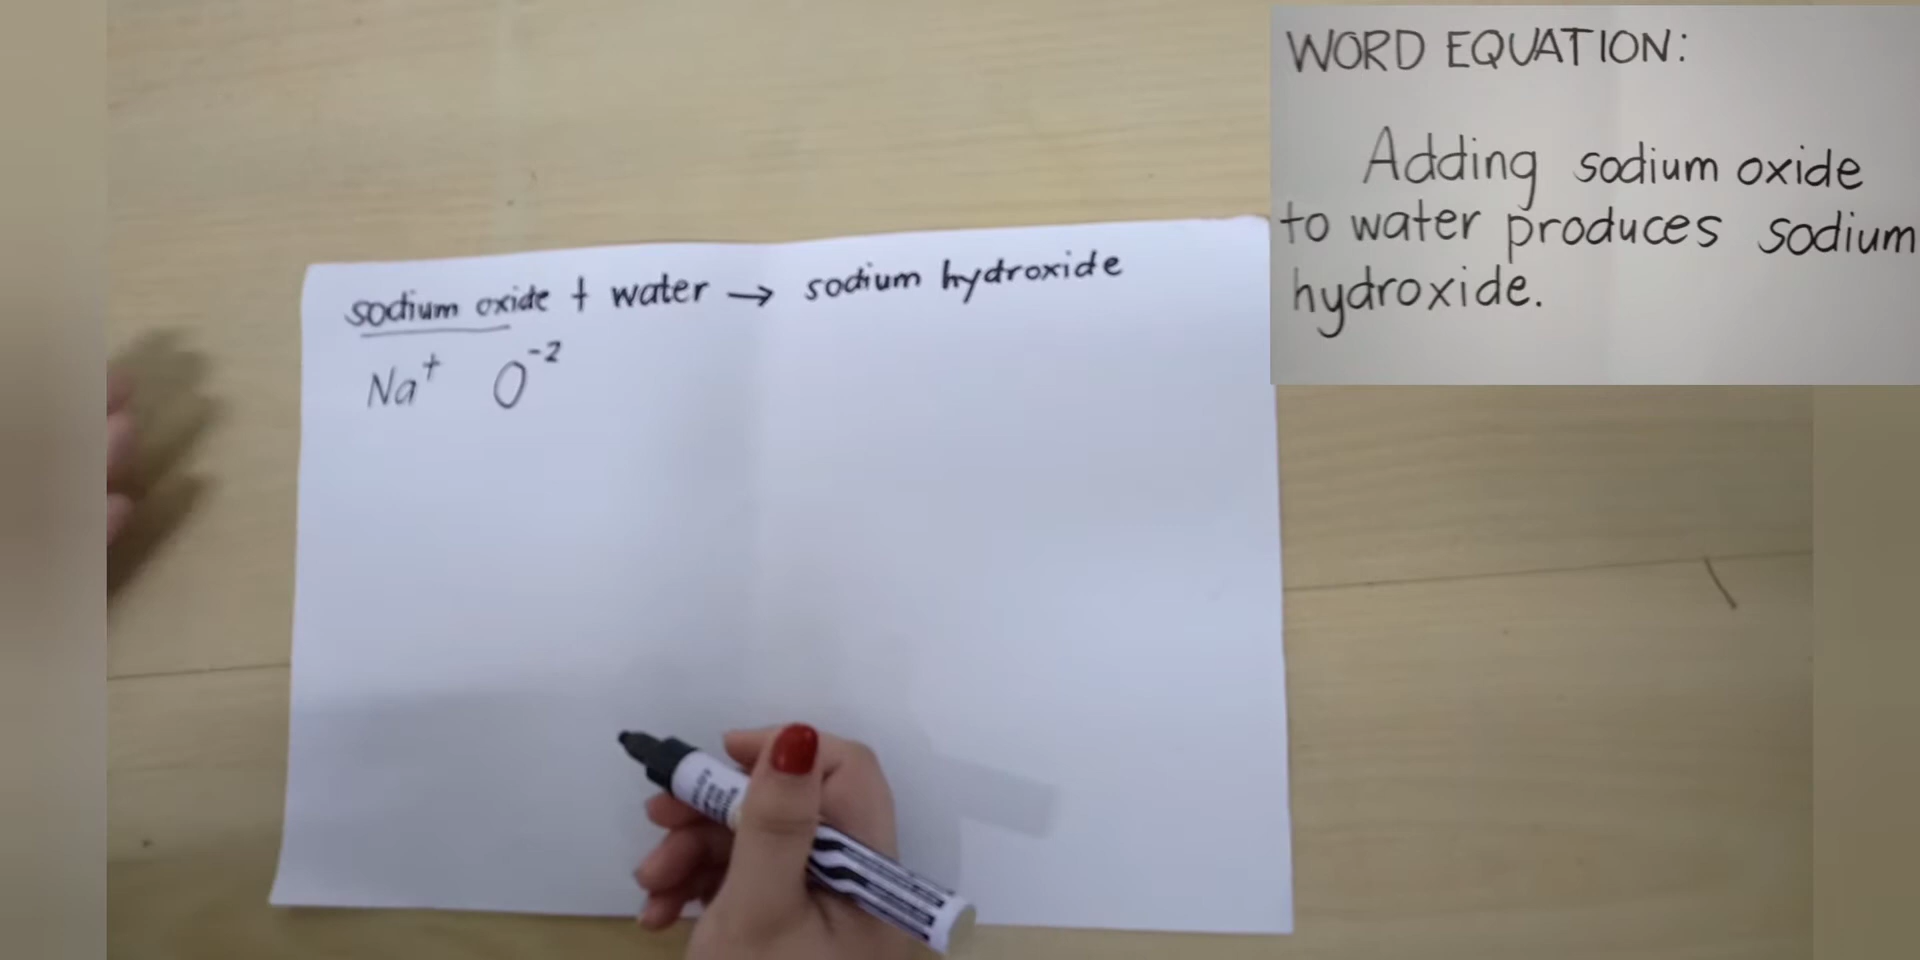 WORD EQUATION:
Adding sodium oxide
to water produces sodium
hydroxide.
sodium oxide + water → sodium hydroxide
Na⁺ O⁻²